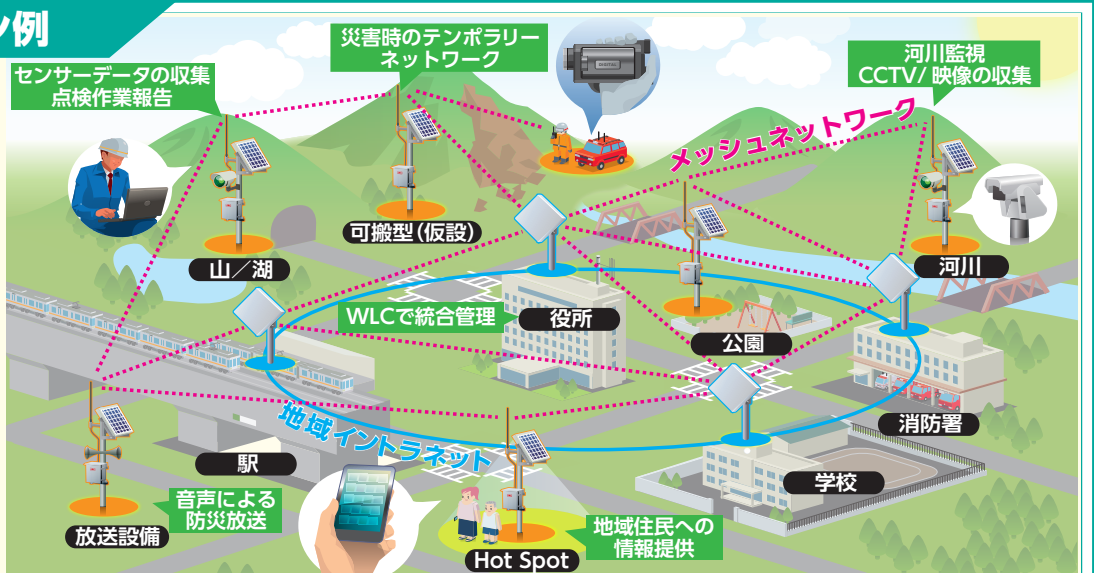 ン例
センサーデータの収集
点検作業報告
災害時のテンポラリー
ネットワーク
河川監視
CCTV/ 映像の収集
メッシュネットワーク
可搬型(仮設)
山／湖
河川
WLCで統合管理
役所
公園
消防署
地域イントラネット
駅
学校
音声による
防災放送
放送設備
地域住民への
情報提供
Hot Spot